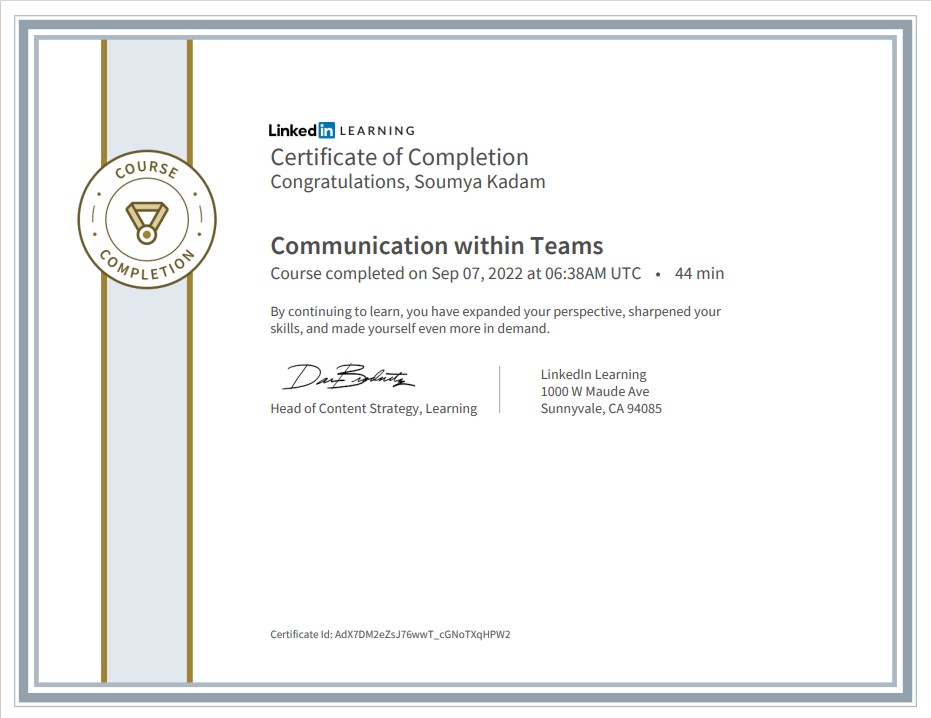 COURSE
COMPLETION
Linked in LEARNING
Certificate of Completion
Congratulations, Soumya Kadam
Communication within Teams
Course completed on Sep 07, 2022 at 06:38AM UTC • 44 min
By continuing to learn, you have expanded your perspective, sharpened your
skills, and made yourself even more in demand.
Head of Content Strategy, Learning
LinkedIn Learning
1000 W Maude Ave
Sunnyvale, CA 94085
Certificate Id: AdX7DM2eZsJ76wwT_cGNoTXqHPW2